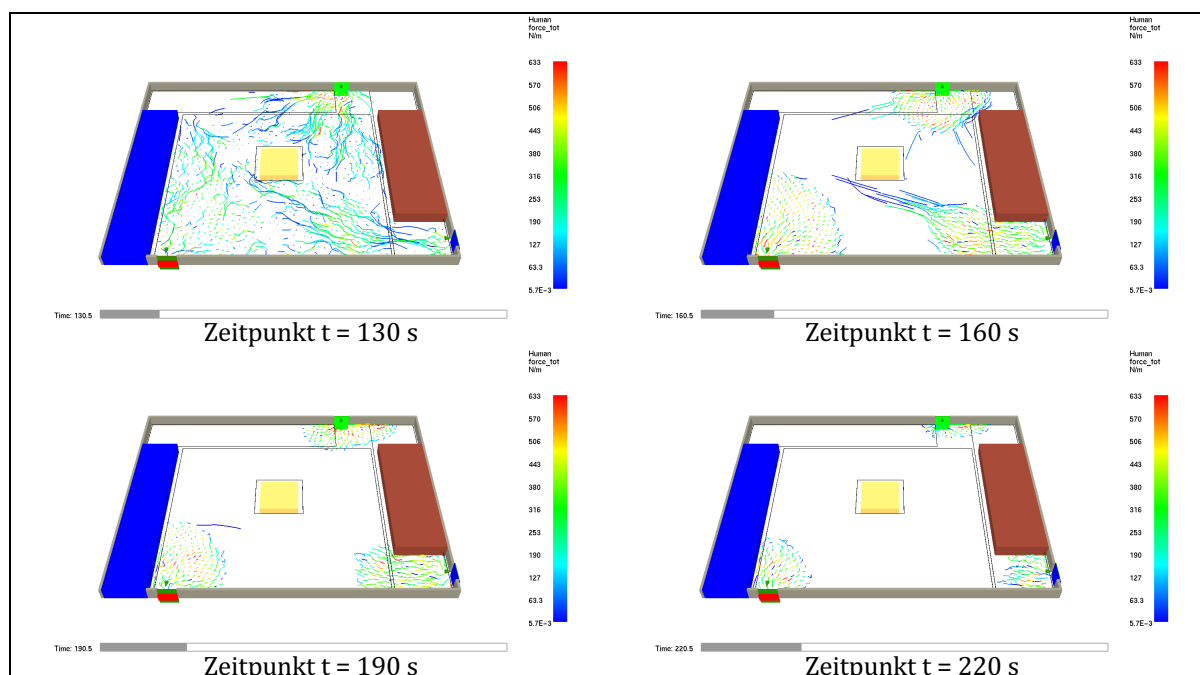 Human
force_tot
N/m
633
570
506
443
380
316
253
190
127
63.3
5.7E-3
Time: 130.5
Zeitpunkt t = 130 s
Human
force_tot
N/m
633
570
506
443
380
316
253
190
127
63.3
5.7E-3
Time: 160.5
Zeitpunkt t = 160 s
Human
force_tot
N/m
633
570
506
443
380
316
253
190
127
63.3
5.7E-3
Time: 190.5
Zeitpunkt t = 190 s
Human
force_tot
N/m
633
570
506
443
380
316
253
190
127
63.3
5.7E-3
Time: 220.5
Zeitpunkt t = 220 s